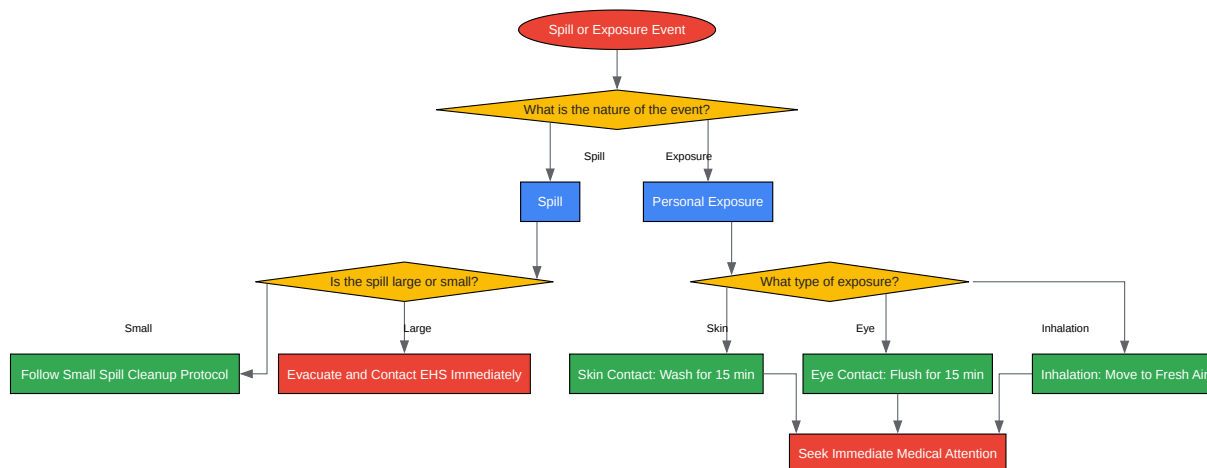 Spill or Exposure Event
What is the nature of the event?
Spill
Exposure
Spill
Personal Exposure
Is the spill large or small?
What type of exposure?
Small
Large
Skin
Eye
Inhalation
Follow Small Spill Cleanup Protocol
Evacuate and Contact EHS Immediately
Skin Contact: Wash for 15 min
Eye Contact: Flush for 15 min
Inhalation: Move to Fresh Air
Seek Immediate Medical Attention